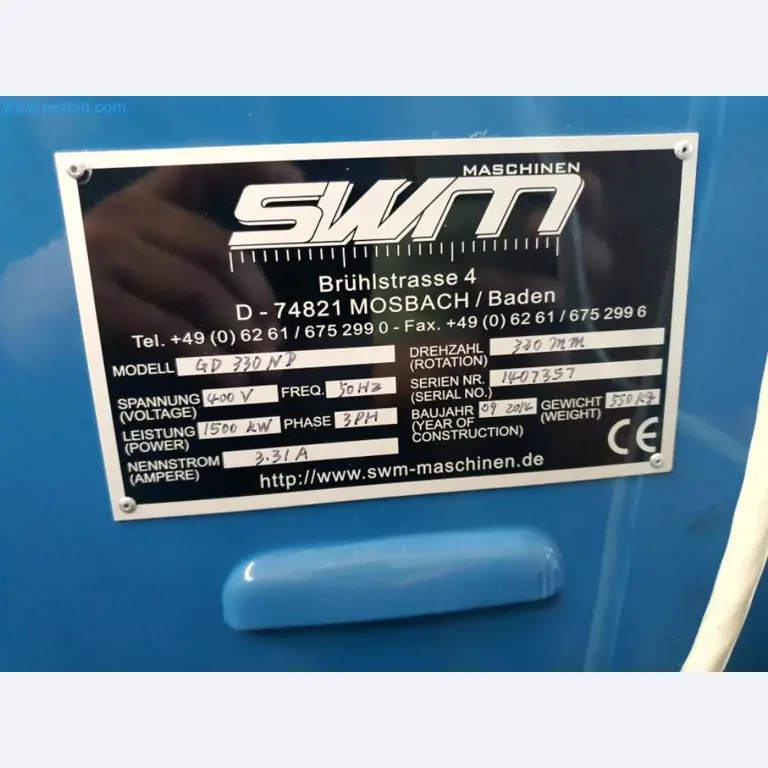 www.netbid.com
MASCHINEN
SWM
Brühlstrasse 4
D - 74821 MOSBACH / Baden
Tel. +49 (0) 62 61 / 675 299 0 - Fax. +49 (0) 62 61 / 675 299 6
MODELL GD 330 ND
DREHZAHL (ROTATION) 330 mm
SPANNUNG (VOLTAGE) 400 V FREQ. 50HZ
SERIEN NR. (SERIAL NO.) 1407357
LEISTUNG (POWER) 1500 KW PHASE 3PH
BAUJAHR (YEAR OF CONSTRUCTION) 09 2014 GEWICHT (WEIGHT) 550 kg
NENNSTROM (AMPERE) 3.31 A
CE
http://www.swm-maschinen.de